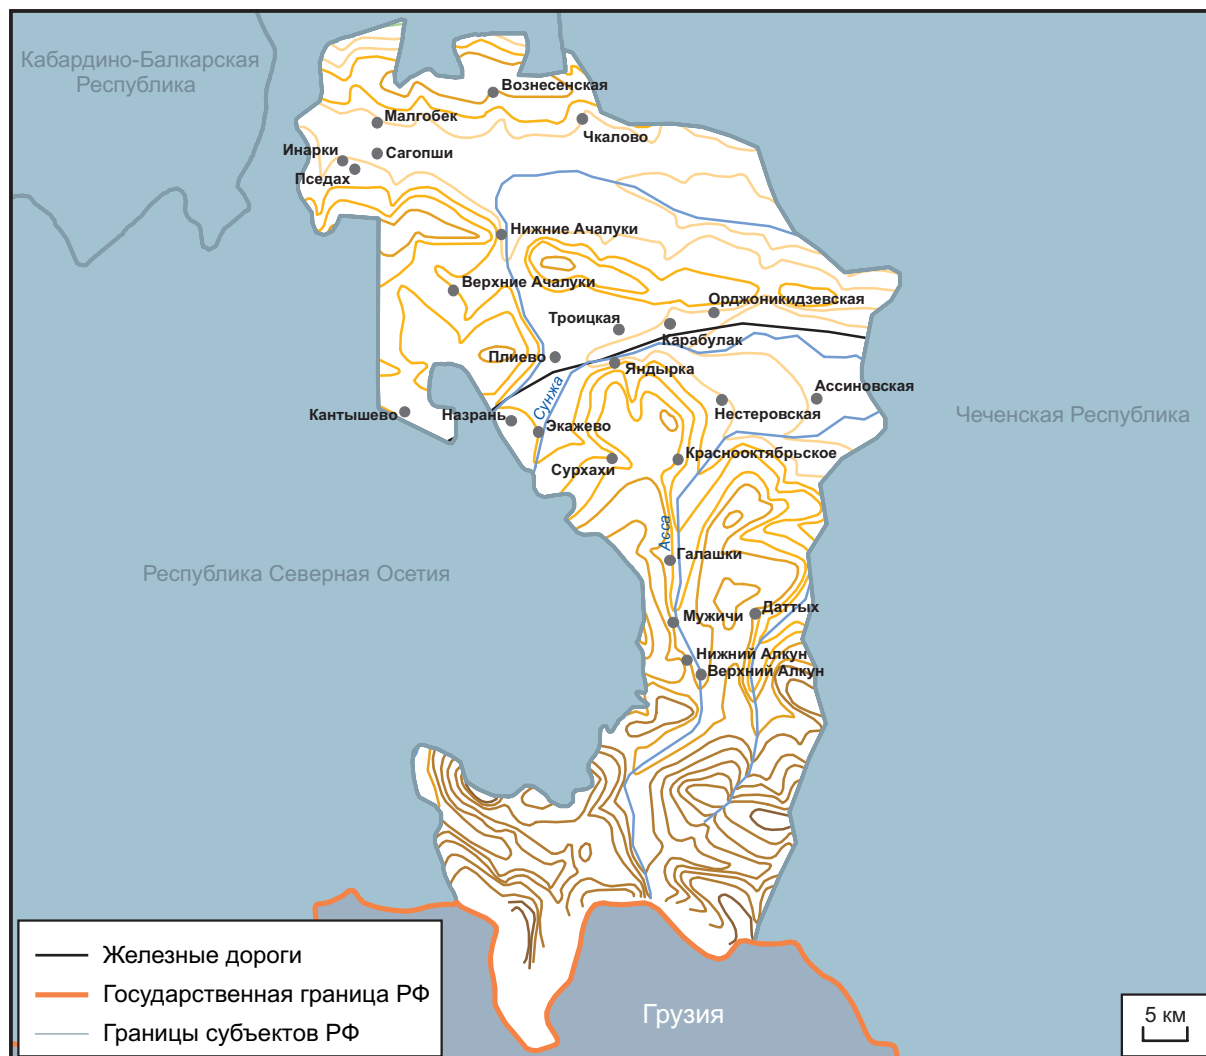 Кабардино-Балкарская
Республика
Вознесенская
Малгобек
Чкалово
Инарки
Сагопши
Пседах
Нижние Ачалуки
Верхние Ачалуки
Орджоникидзевская
Троицкая
Карабулак
Плиево
Яндырка
Сунжа
Ассиновская
Кантышево
Назрань
Нестеровская
Экажево
Чеченская Республика
Сурхахи
Краснооктябрьское
Асса
Галашки
Республика Северная Осетия
Мужичи
Даттых
Нижний Алкун
Верхний Алкун
Железные дороги
Государственная граница РФ
Границы субъектов РФ
Грузия
5 км